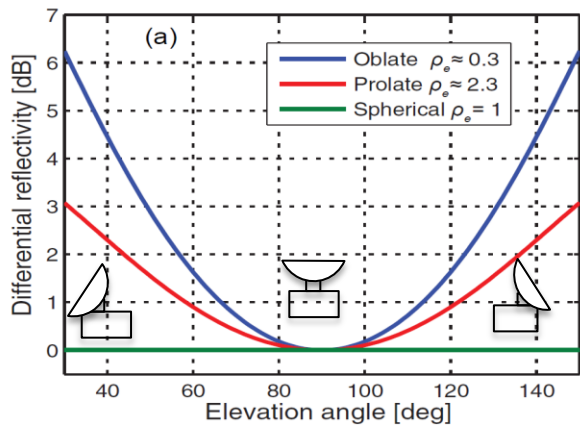 (a)
Oblate ρe ≈ 0.3
Prolate ρe ≈ 2.3
Spherical ρe = 1
Differential reflectivity [dB]
7
6
5
4
3
2
1
0
40 60 80 100 120 140
Elevation angle [deg]